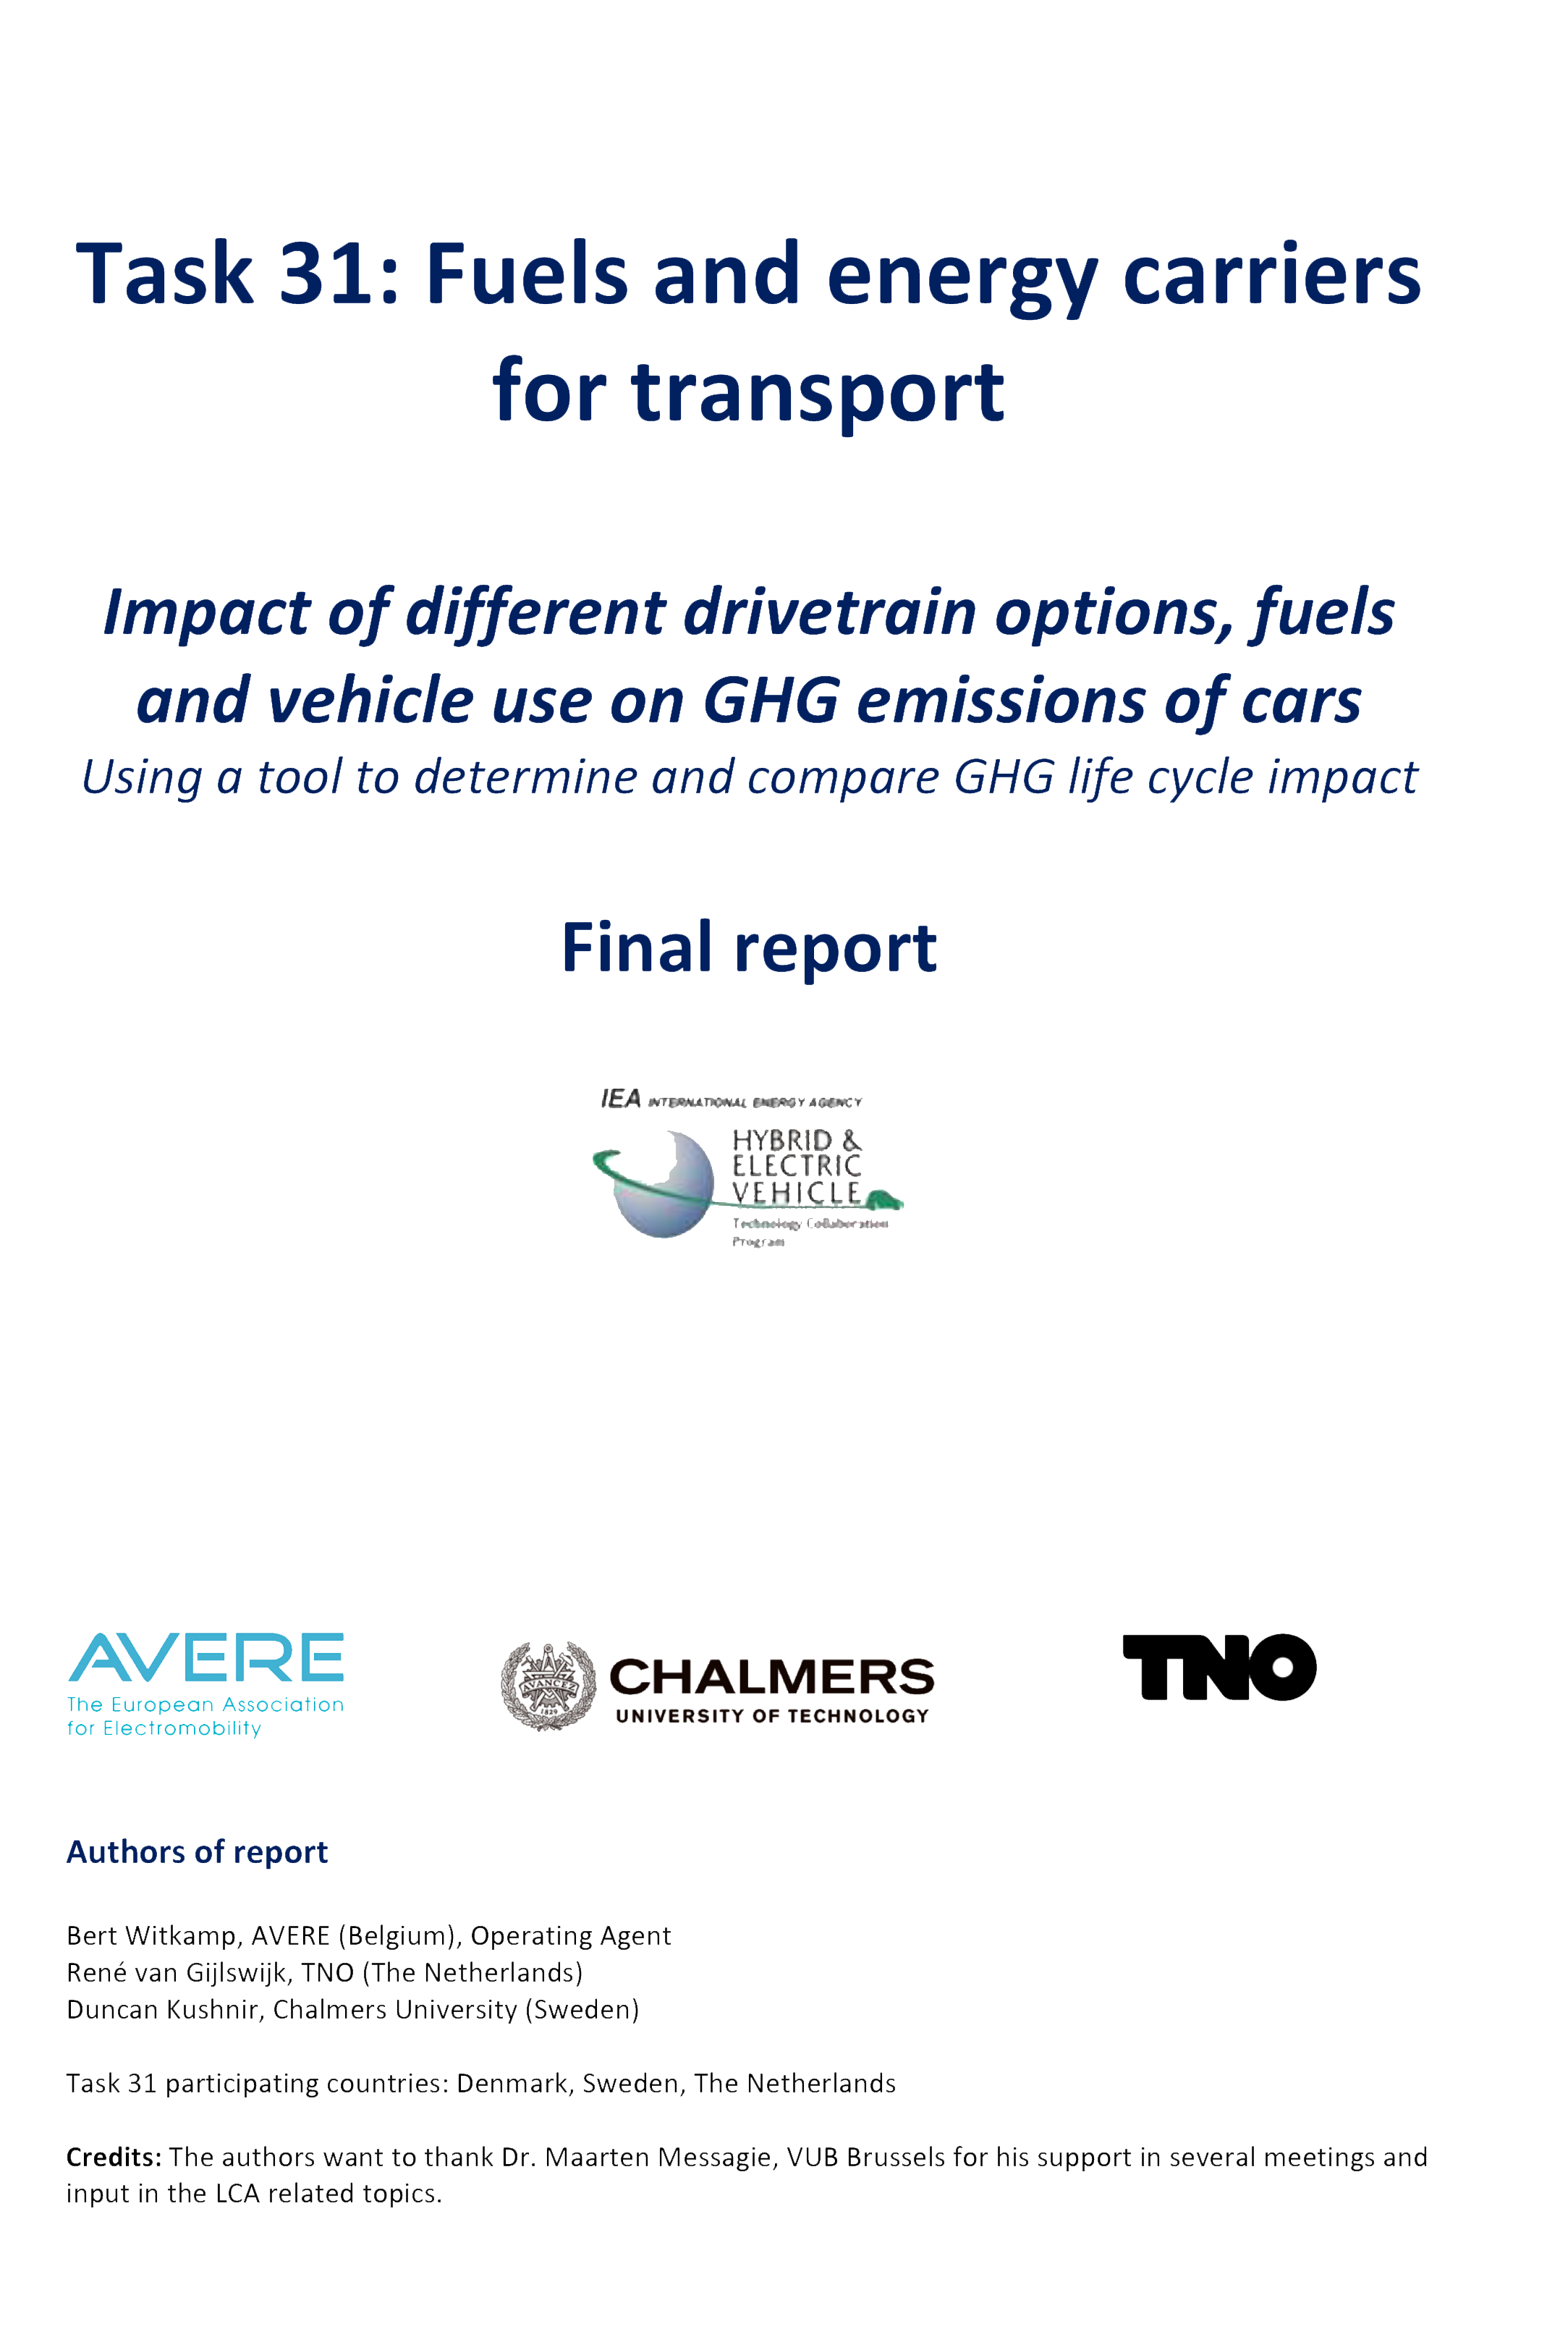 Task 31: Fuels and energy carriers
for transport
Impact of different drivetrain options, fuels
and vehicle use on GHG emissions of cars
Using a tool to determine and compare GHG life cycle impact
Final report
IEA INTERNATIONAL ENERGY AGENCY
HYBRID &
ELECTRIC
VEHICLE
Technology Collaboration
Program
AVERE
The European Association
for Electromobility
AVANCEZ
1829
CHALMERS
UNIVERSITY OF TECHNOLOGY
TNO
Authors of report
Bert Witkamp, AVERE (Belgium), Operating Agent
René van Gijlswijk, TNO (The Netherlands)
Duncan Kushnir, Chalmers University (Sweden)
Task 31 participating countries: Denmark, Sweden, The Netherlands
Credits: The authors want to thank Dr. Maarten Messagie, VUB Brussels for his support in several meetings and
input in the LCA related topics.